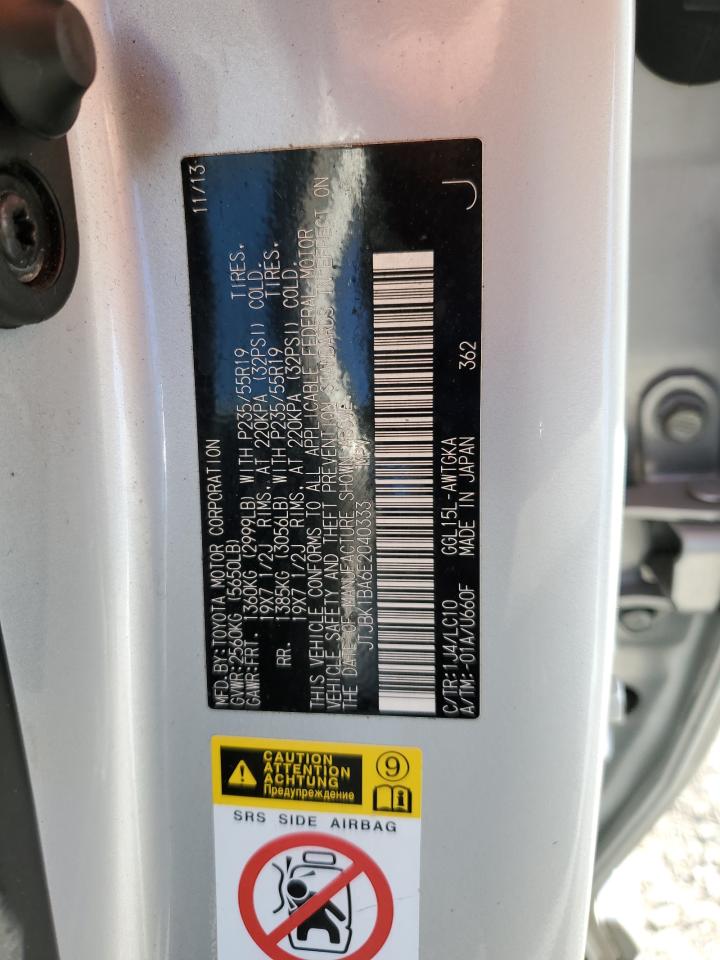 11/13
MFD.BY:TOYOTA MOTOR CORPORATION
GVWR:2560KG (5650LB)
GAWR:FRT. 1360KG (2999LB) WITH P235/55R19 TIRES,
19X7 1/2J RIMS, AT 220KPA (32PSI) COLD.
RR. 1385KG (3056LB) WITH P235/55R19 TIRES,
19X7 1/2J RIMS, AT 220KPA (32PSI) COLD.
THIS VEHICLE CONFORMS TO ALL APPLICABLE FEDERAL MOTOR
VEHICLE SAFETY AND THEFT PREVENTION STANDARDS IN EFFECT ON
THE DATE OF MANUFACTURE SHOWN ABOVE.
JTJBK1BA6E2040333 MPV
C/TR:1J4/LC10 GGL15L-AWTGKA 362
A/TM:-01A/U660F MADE IN JAPAN
J
CAUTION
ATTENTION
ACHTUNG
Предупреждение
9
SRS SIDE AIRBAG